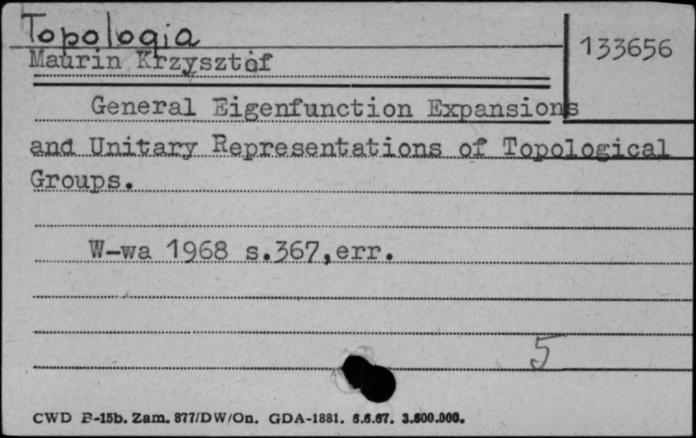 Topologia
133656
Maurin Krzysztof
General Eigenfunction Expansions
and Unitary Representations of Topological
Groups.
W-wa 1968 s.367,err.
5
CWD B-15b. Zam. 877/DW/On. GDA-1881. 6.6.67. 3.600.000.